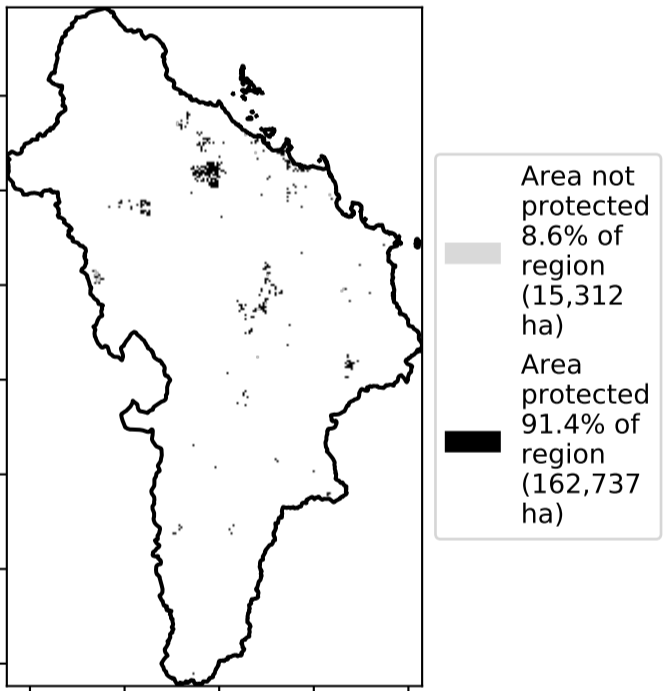 Area not
protected
8.6% of
region
(15,312
ha)
Area
protected
91.4% of
region
(162,737
ha)